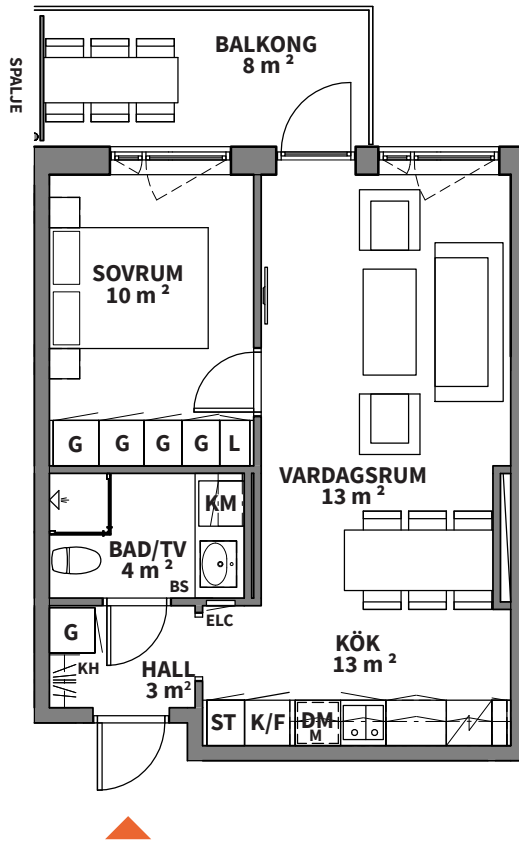 BALKONG
8 m²
SPALJE
SOVRUM
10 m²
G G G G L
VARDAGSRUM
13 m²
KM
BAD/TV
4 m²
BS
ELC
G
KH
HALL
3 m²
KÖK
13 m²
ST K/F DM
M